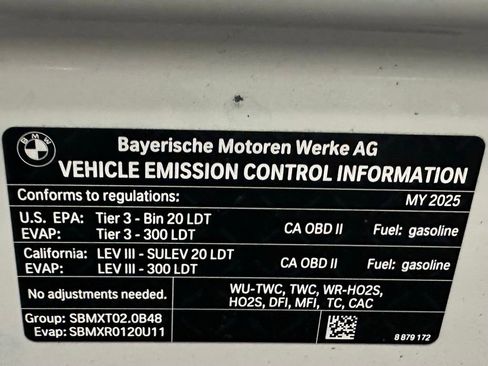 BMW
Bayerische Motoren Werke AG
VEHICLE EMISSION CONTROL INFORMATION
Conforms to regulations: MY 2025
U.S. EPA: Tier 3 - Bin 20 LDT CA OBD II Fuel: gasoline
EVAP: Tier 3 - 300 LDT
California: LEV III - SULEV 20 LDT CA OBD II Fuel: gasoline
EVAP: LEV III - 300 LDT
No adjustments needed. WU-TWC, TWC, WR-HO2S,
HO2S, DFI, MFI, TC, CAC
Group: SBMXT02.0B48
Evap: SBMXR0120U11 8 879 172